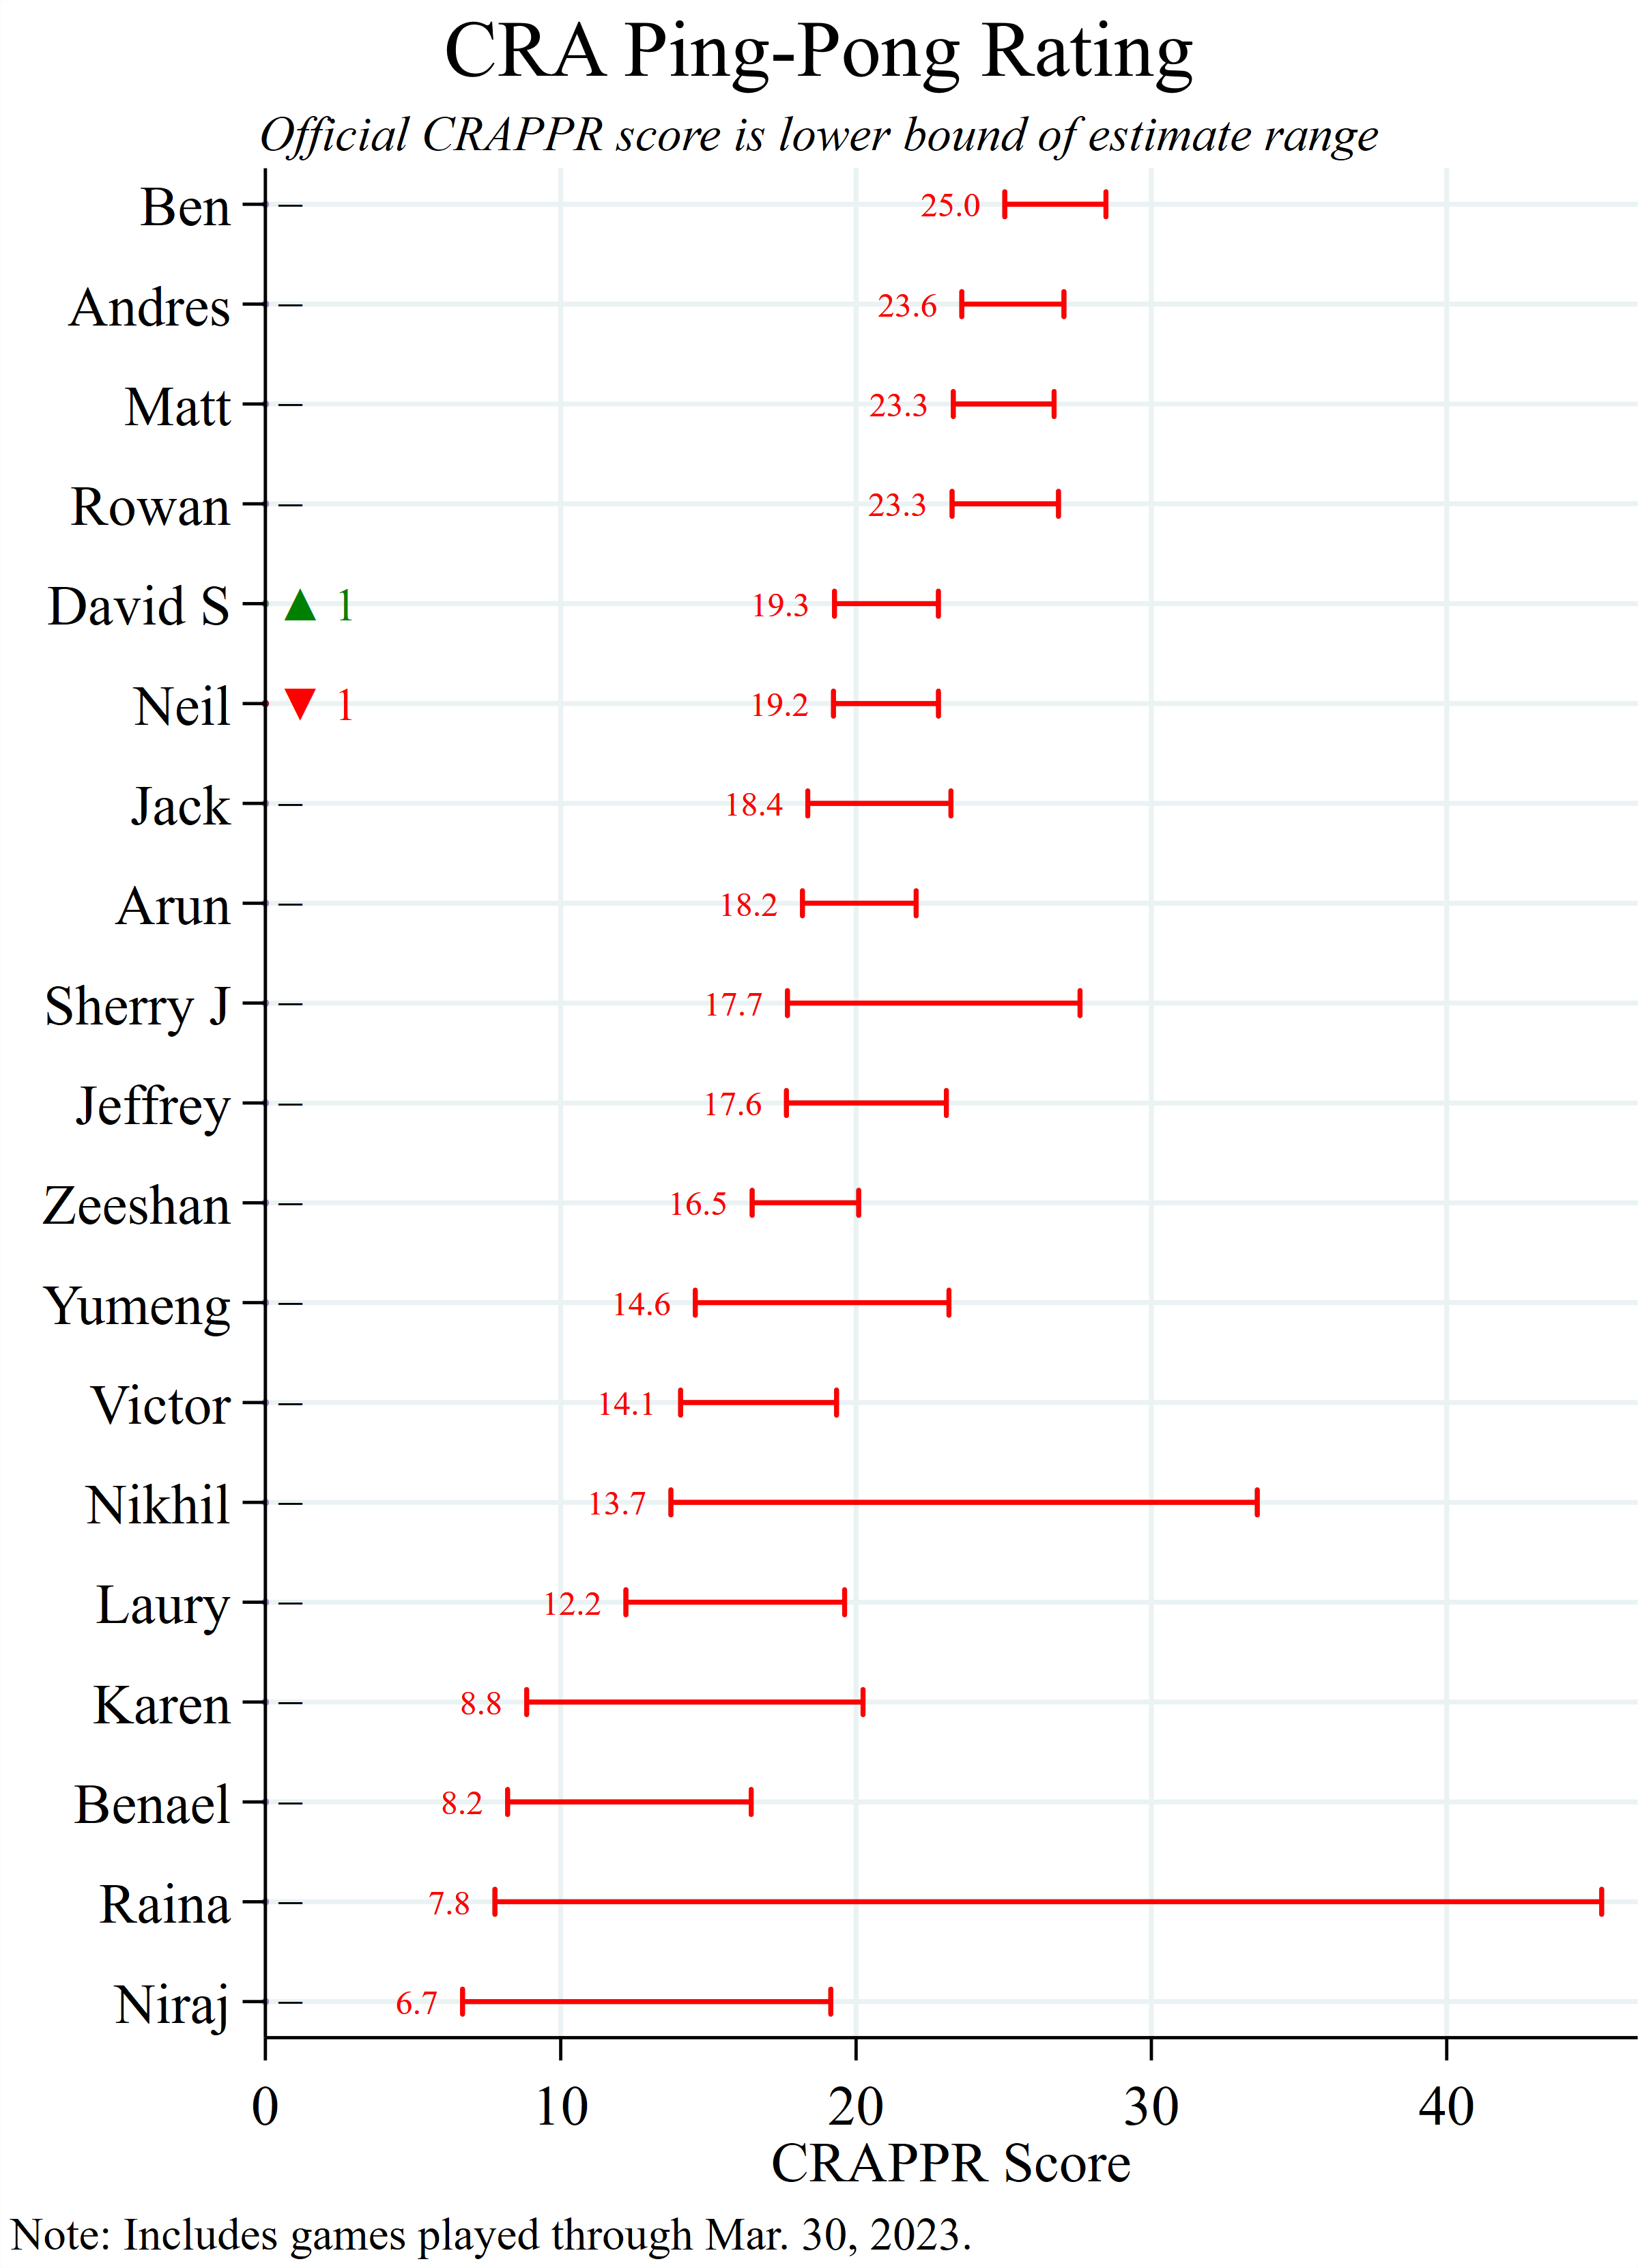 CRA Ping-Pong Rating
Official CRAPPR score is lower bound of estimate range
Ben – 25.0
Andres – 23.6
Matt – 23.3
Rowan – 23.3
David S ▲ 1 19.3
Neil ▼ 1 19.2
Jack – 18.4
Arun – 18.2
Sherry J – 17.7
Jeffrey – 17.6
Zeeshan – 16.5
Yumeng – 14.6
Victor – 14.1
Nikhil – 13.7
Laury – 12.2
Karen – 8.8
Benael – 8.2
Raina – 7.8
Niraj – 6.7
0 10 20 30 40
CRAPPR Score
Note: Includes games played through Mar. 30, 2023.